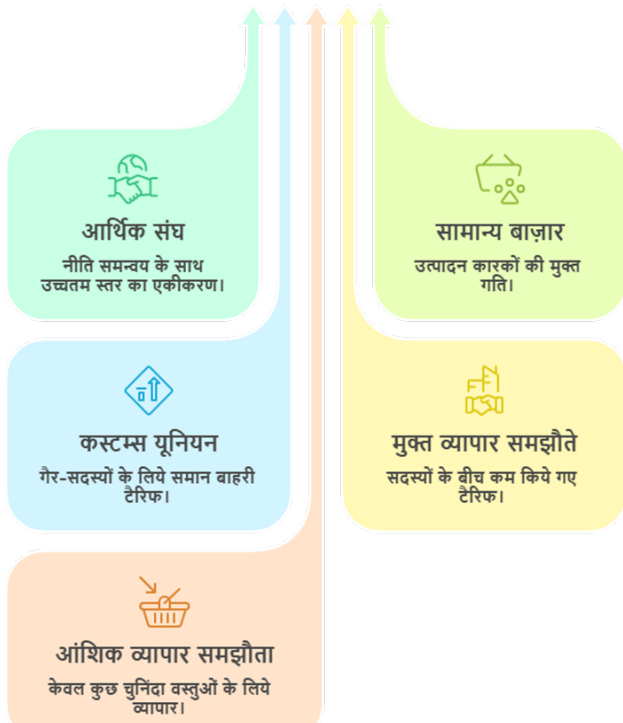 आर्थिक संघ
नीति समन्वय के साथ
उच्चतम स्तर का एकीकरण।
सामान्य बाज़ार
उत्पादन कारकों की मुक्त
गति।
कस्टम्स यूनियन
गैर-सदस्यों के लिये समान बाहरी
टैरिफ।
मुक्त व्यापार समझौते
सदस्यों के बीच कम किये गए
टैरिफ।
आंशिक व्यापार समझौता
केवल कुछ चुनिंदा वस्तुओं के लिये
व्यापार।